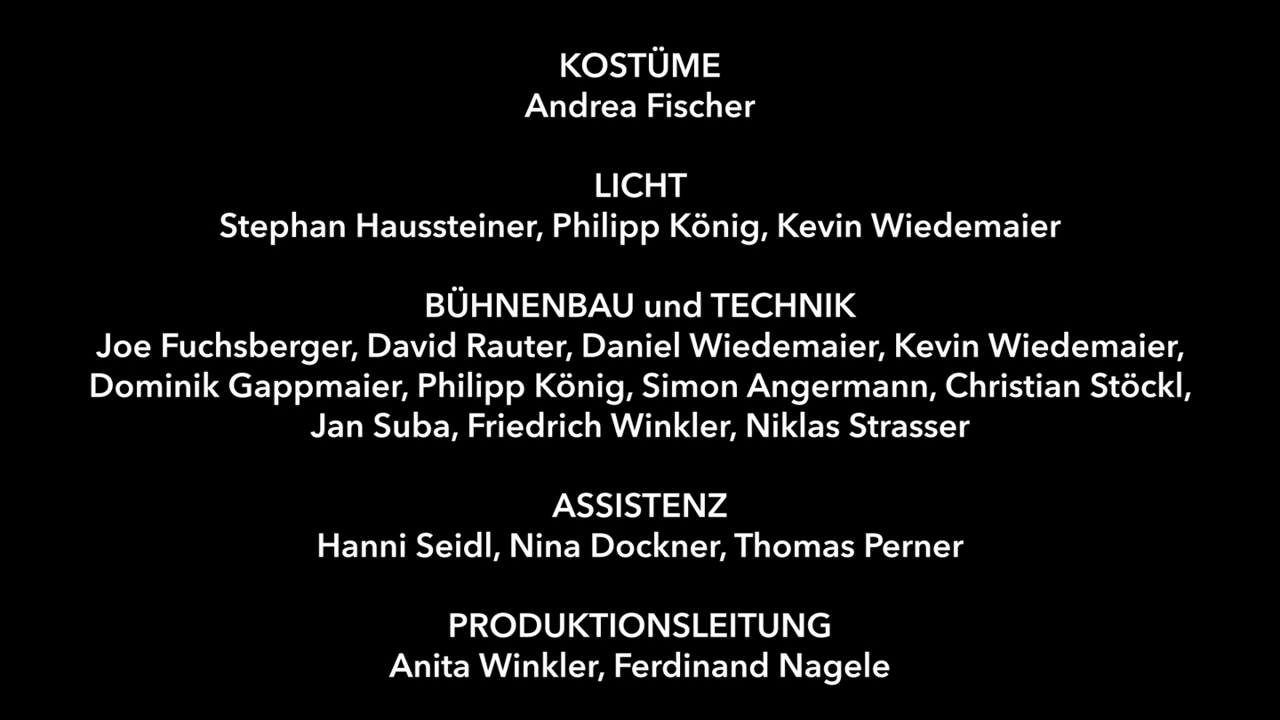 KOSTÜME
Andrea Fischer
LICHT
Stephan Haussteiner, Philipp König, Kevin Wiedemaier
BÜHNENBAU und TECHNIK
Joe Fuchsberger, David Rauter, Daniel Wiedemaier, Kevin Wiedemaier,
Dominik Gappmaier, Philipp König, Simon Angermann, Christian Stöckl,
Jan Suba, Friedrich Winkler, Niklas Strasser
ASSISTENZ
Hanni Seidl, Nina Dockner, Thomas Perner
PRODUKTIONSLEITUNG
Anita Winkler, Ferdinand Nagele